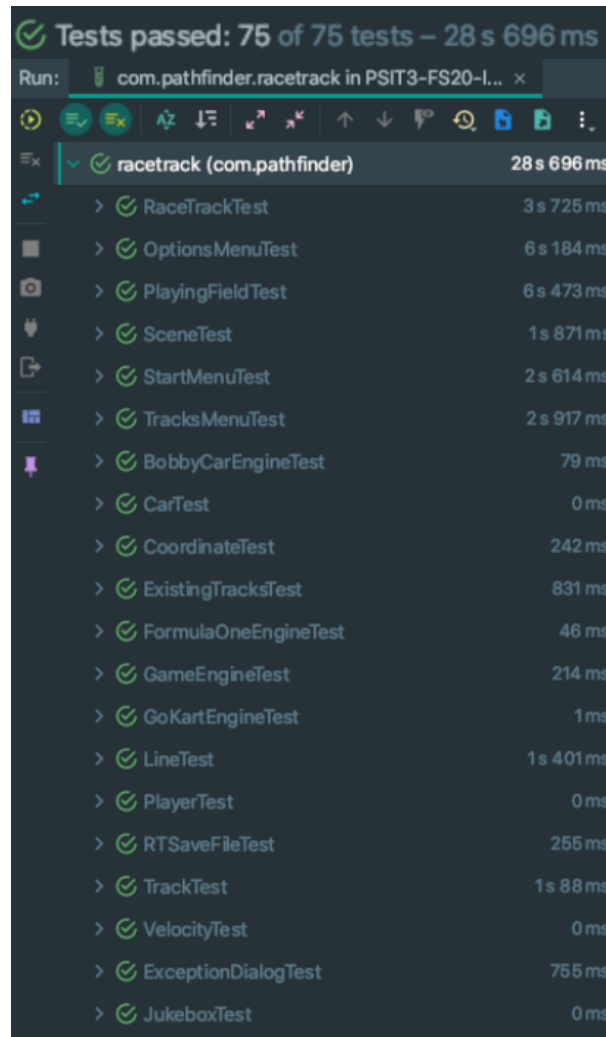 Tests passed: 75 of 75 tests – 28 s 696 ms
Run: com.pathfinder.racetrack in PSIT3-FS20-I... ×
racetrack (com.pathfinder) 28 s 696 ms
RaceTrackTest 3 s 725 ms
OptionsMenuTest 6 s 184 ms
PlayingFieldTest 6 s 473 ms
SceneTest 1 s 871 ms
StartMenuTest 2 s 614 ms
TracksMenuTest 2 s 917 ms
BobbyCarEngineTest 79 ms
CarTest 0 ms
CoordinateTest 242 ms
ExistingTracksTest 831 ms
FormulaOneEngineTest 46 ms
GameEngineTest 214 ms
GoKartEngineTest 1 ms
LineTest 1 s 401 ms
PlayerTest 0 ms
RTSaveFileTest 255 ms
TrackTest 1 s 88 ms
VelocityTest 0 ms
ExceptionDialogTest 755 ms
JukeboxTest 0 ms